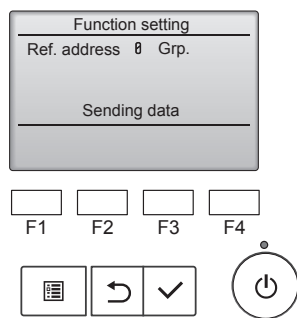 Function setting
Ref. address 0 Grp.
Sending data
F1 F2 F3 F4